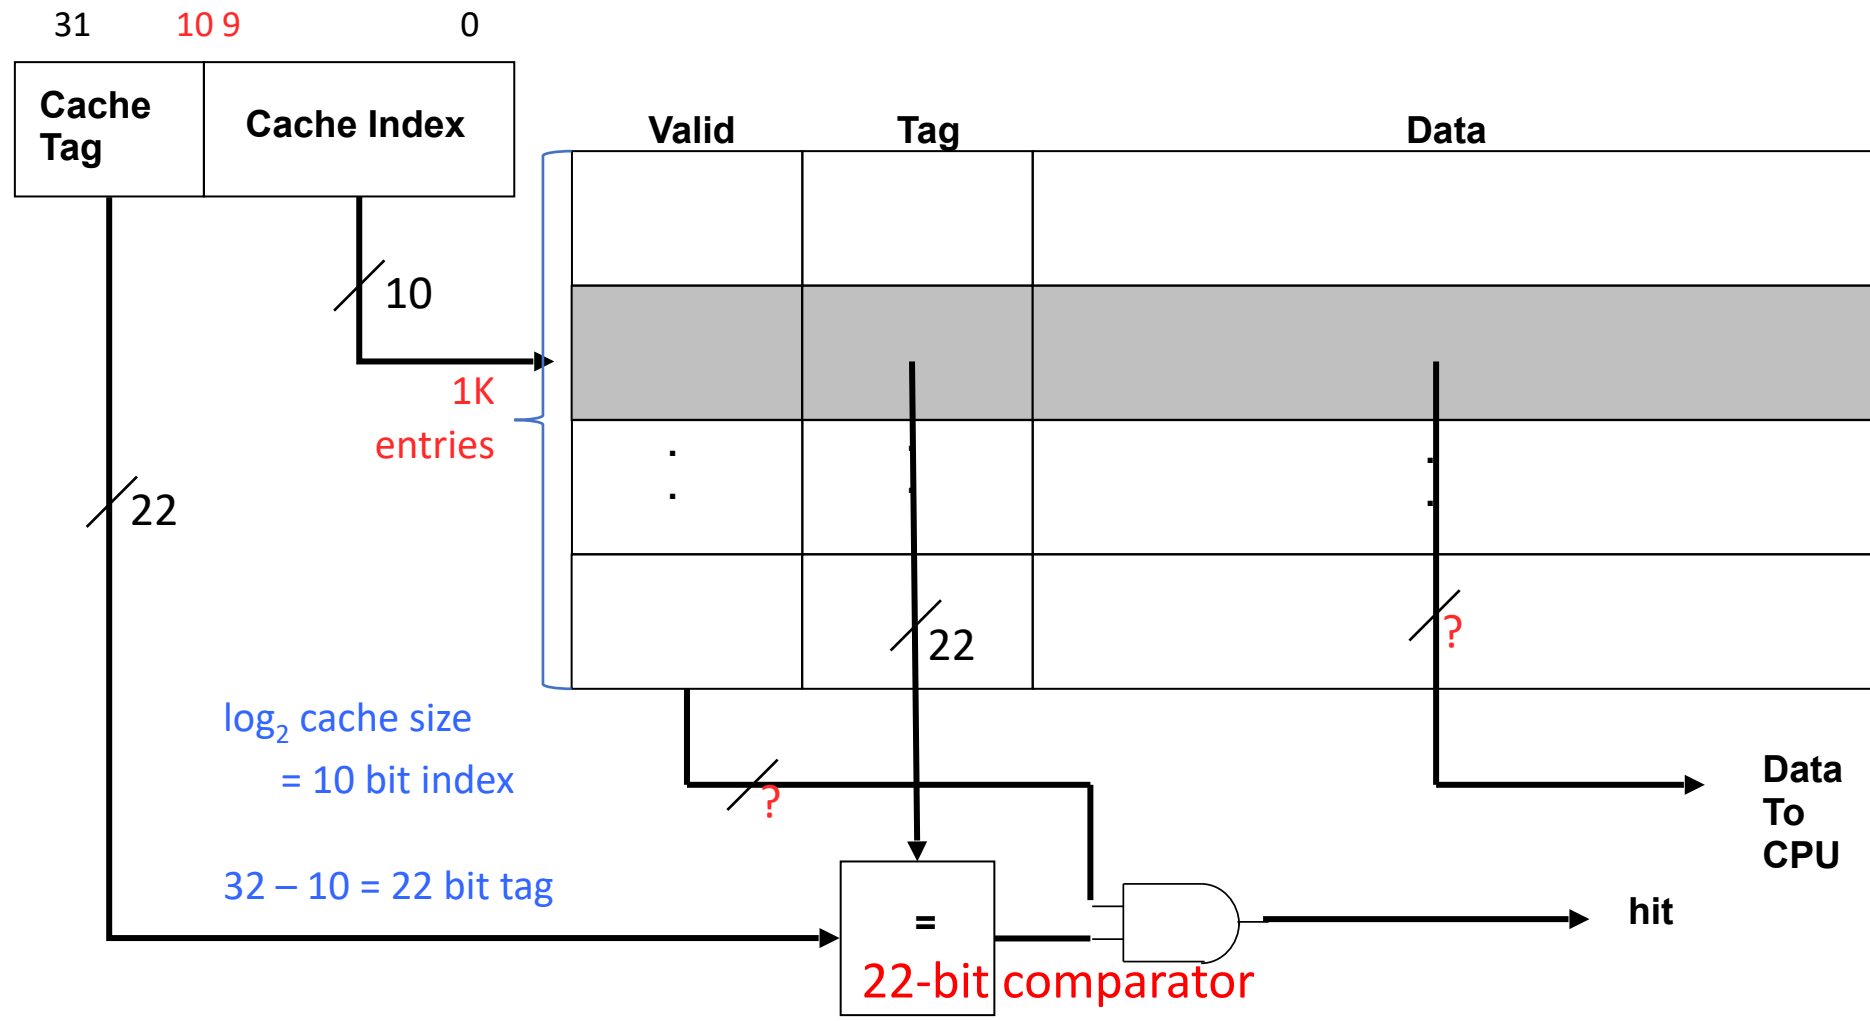 31 10 9 0
Cache
Tag
Cache Index
Valid Tag Data
10
1K
entries
22
22
?
log2 cache size
= 10 bit index
?
32 – 10 = 22 bit tag
=
22-bit comparator
Data
To
CPU
hit